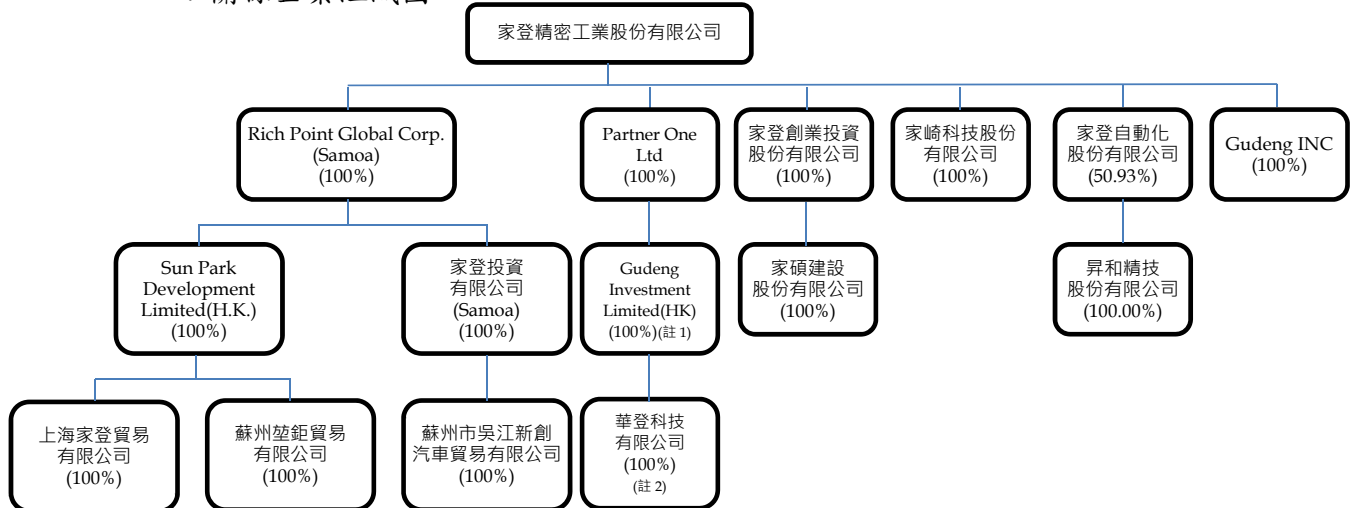 家登精密工業股份有限公司
Rich Point Global Corp.
(Samoa)
(100%)
Partner One
Ltd
(100%)
家登創業投資
股份有限公司
(100%)
家崎科技股份
有限公司
(100%)
家登自動化
股份有限公司
(50.93%)
Gudeng INC
(100%)
Sun Park
Development
Limited(H.K.)
(100%)
家登投資
有限公司
(Samoa)
(100%)
Gudeng
Investment
Limited(HK)
(100%)(註 1)
家碩建設
股份有限公司
(100%)
昇和精技
股份有限公司
(100.00%)
上海家登貿易
有限公司
(100%)
蘇州堃鉅貿易
有限公司
(100%)
蘇州市吳江新創
汽車貿易有限公司
(100%)
華登科技
有限公司
(100%)
(註 2)